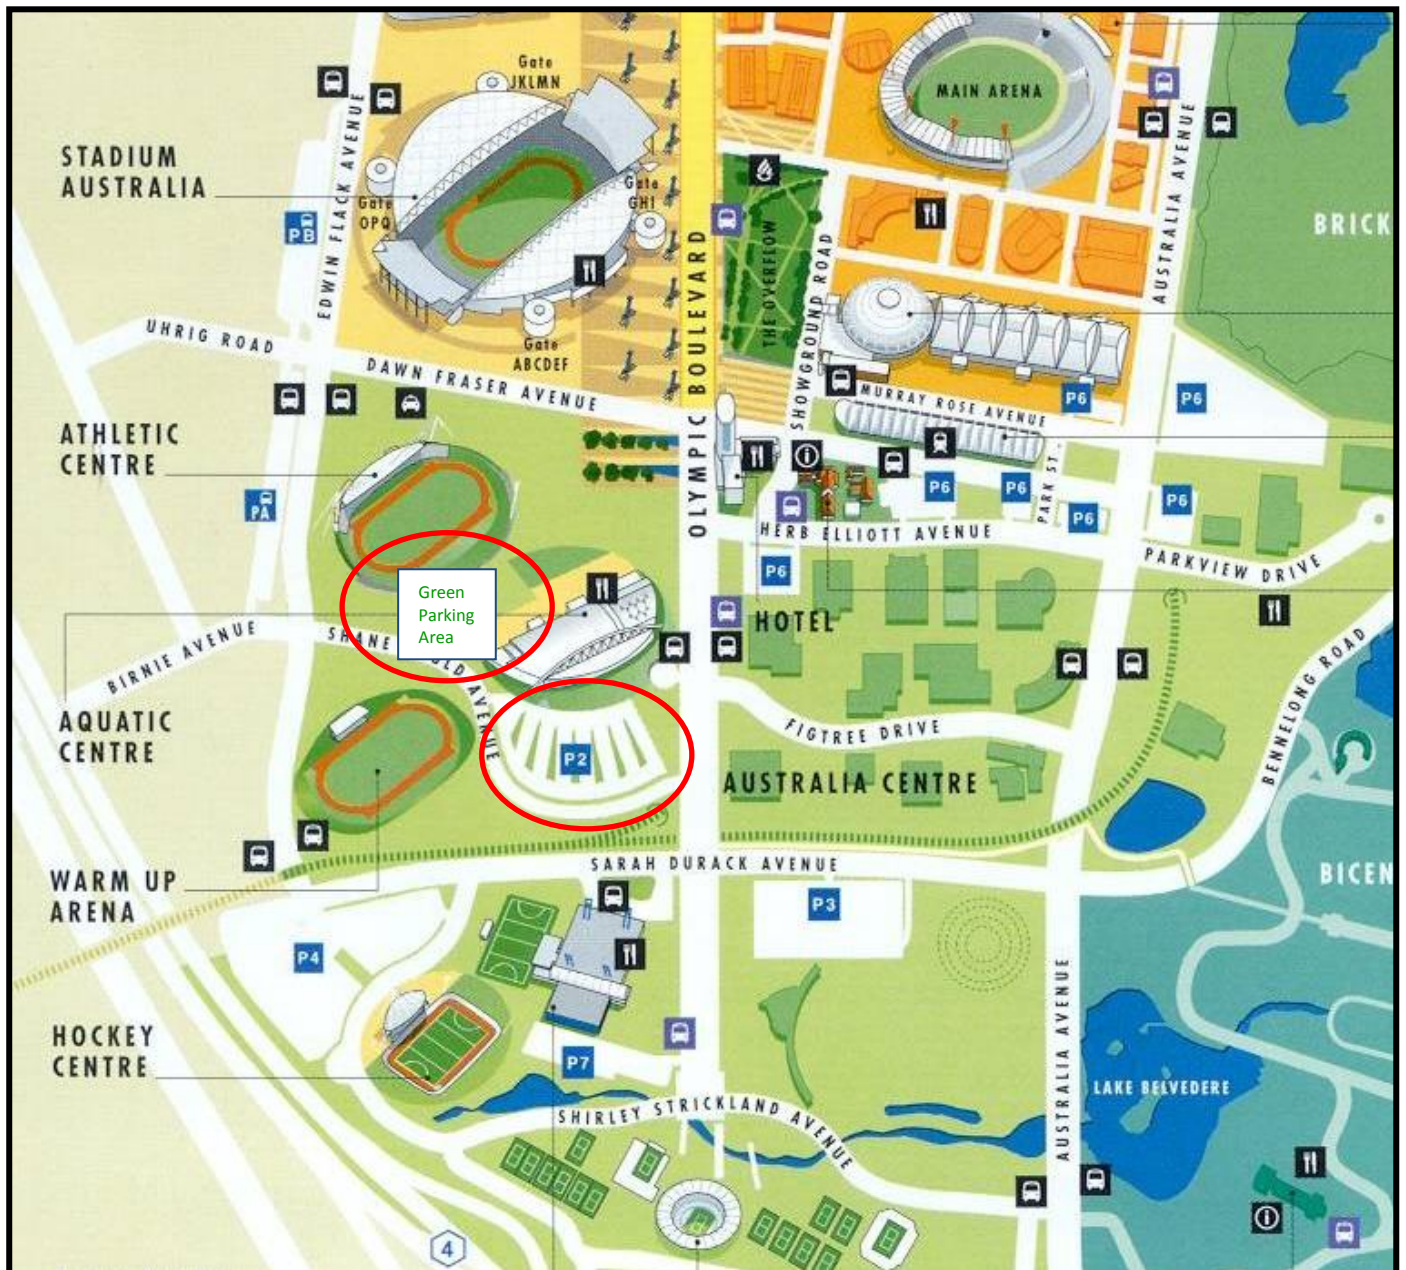 Gate
JKLMN
MAIN ARENA
STADIUM
AUSTRALIA
EDWIN FLACK AVENUE
AUSTRALIA AVENUE
Gate
OPQ
Gate
GHI
PB
BRICK
OLYMPIC BOULEVARD
THE OVERFLOW
SHOWGROUND ROAD
UHRIG ROAD
Gate
ABCDEF
DAWN FRASER AVENUE
MURRAY ROSE AVENUE
P6
P6
ATHLETIC
CENTRE
PARK ST.
P6
P6
P6
P6
PA
HERB ELLIOTT AVENUE
PARKVIEW DRIVE
P6
Green
Parking
Area
HOTEL
BIRNIE AVENUE
SHANE
LD AVENUE
BENNELONG ROAD
AQUATIC
CENTRE
FIGTREE DRIVE
P2
AUSTRALIA CENTRE
SARAH DURACK AVENUE
WARM UP
ARENA
BICEN
P3
P4
AUSTRALIA AVENUE
HOCKEY
CENTRE
P7
LAKE BELVEDERE
SHIRLEY STRICKLAND AVENUE
4